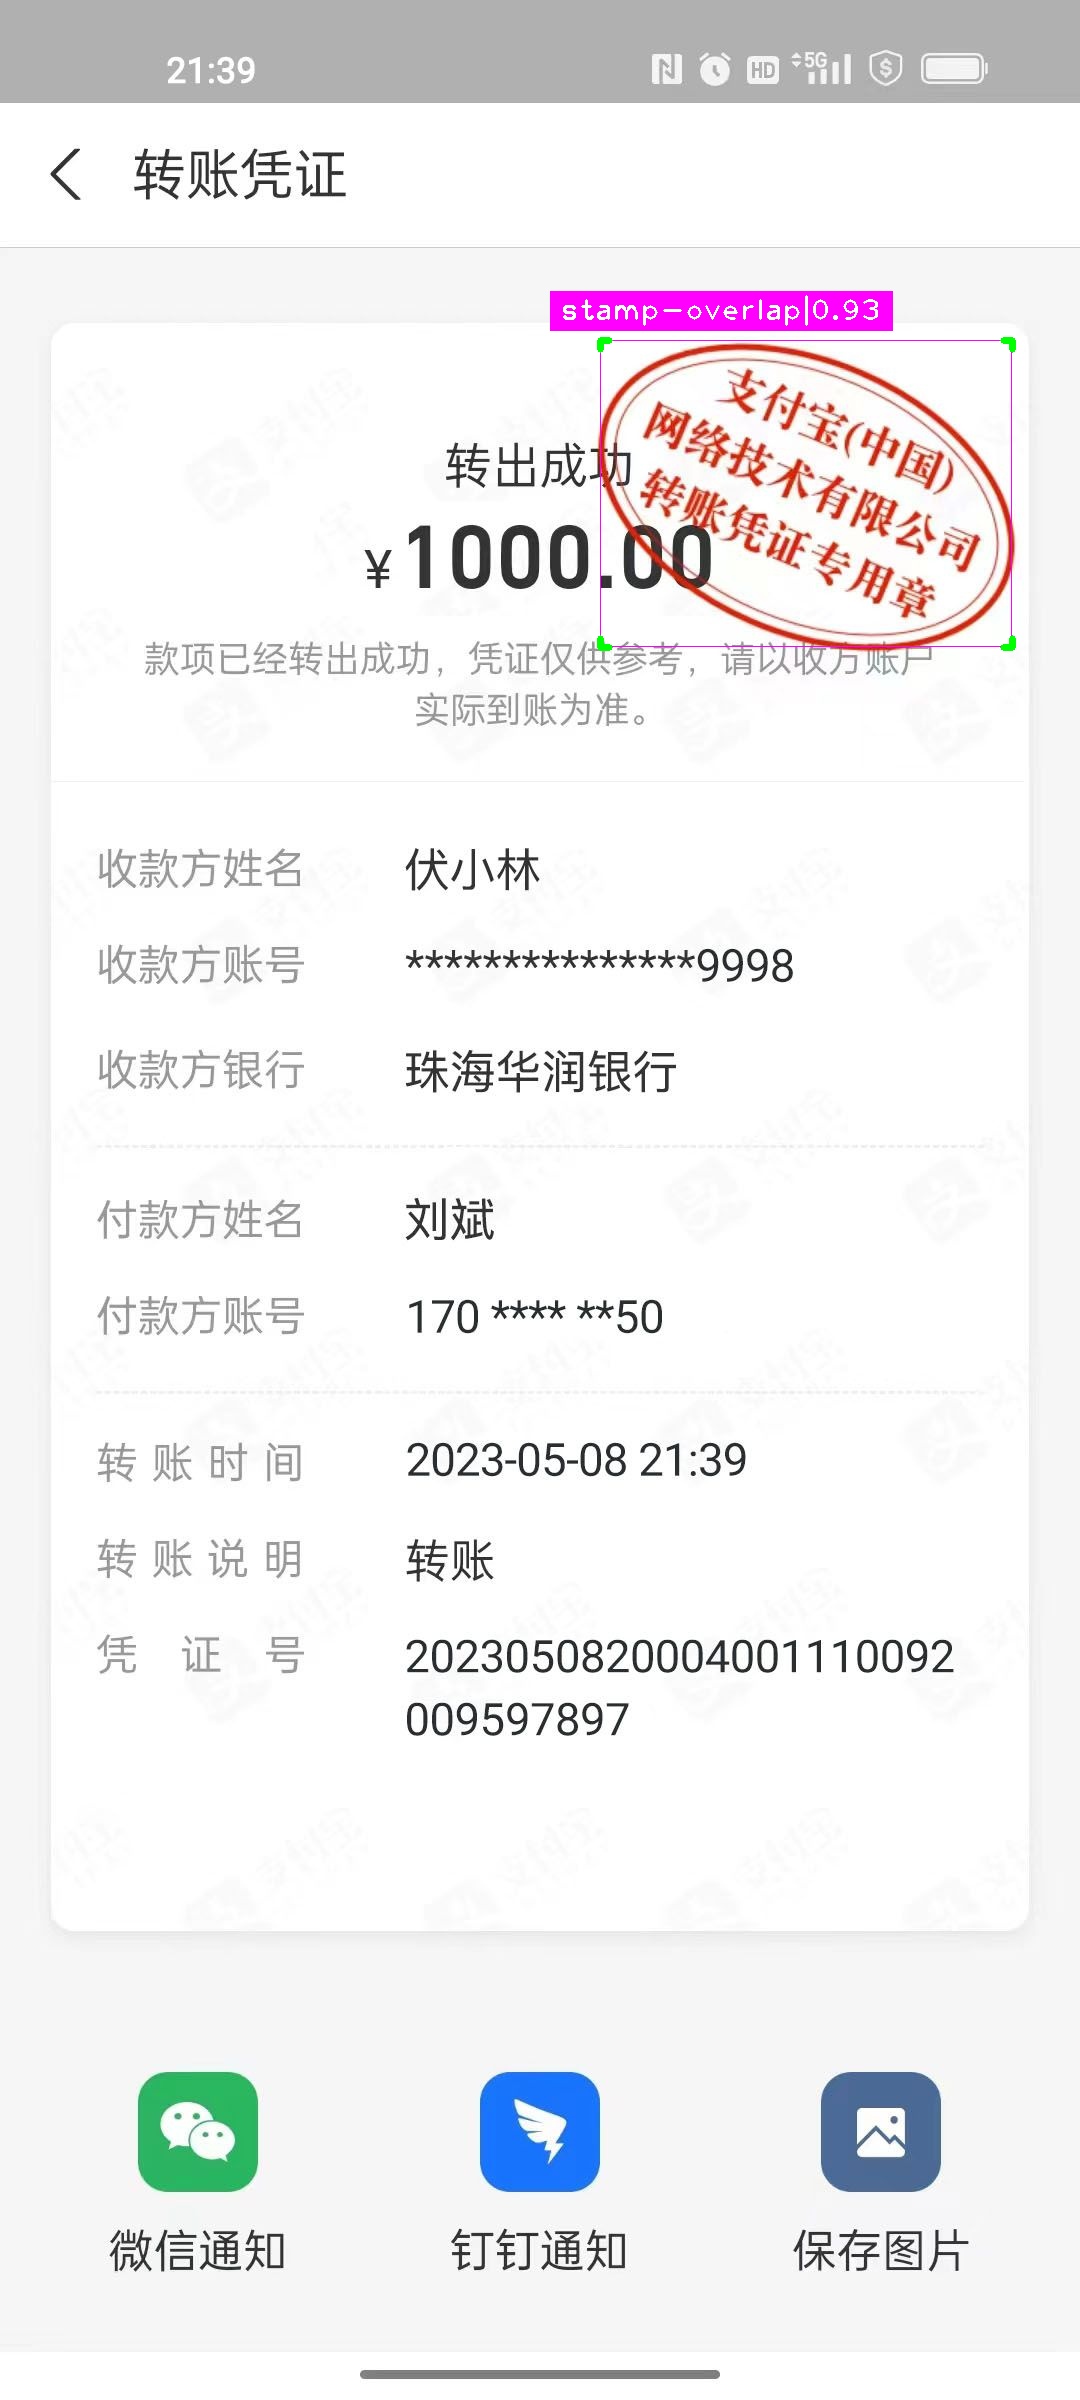 21:39
HD 5G
转账凭证
stamp-overlap|0.93
支付宝(中国)
网络技术有限公司
转账凭证专用章
转出成功
¥1000.00
款项已经转出成功，凭证仅供参考，请以收方账户
实际到账为准。
收款方姓名 伏小林
收款方账号 ***************9998
收款方银行 珠海华润银行
付款方姓名 刘斌
付款方账号 170 **** **50
转账时间 2023-05-08 21:39
转账说明 转账
凭证号 2023050820004001110092
009597897
微信通知 钉钉通知 保存图片